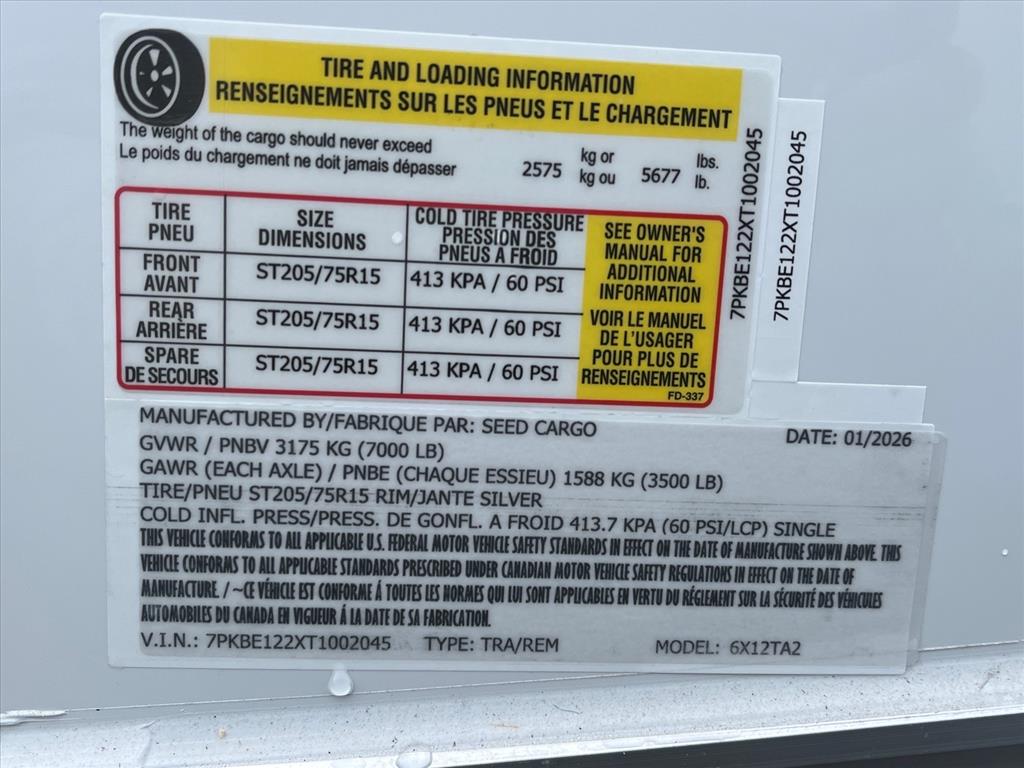 TIRE AND LOADING INFORMATION
RENSEIGNEMENTS SUR LES PNEUS ET LE CHARGEMENT
The weight of the cargo should never exceed
Le poids du chargement ne doit jamais dépasser
2575 kg or 5677 lbs.
kg ou lb.
TIRE SIZE COLD TIRE PRESSURE
PNEU DIMENSIONS PRESSION DES
PNEUS A FROID
FRONT ST205/75R15 413 KPA / 60 PSI
AVANT
REAR ST205/75R15 413 KPA / 60 PSI
ARRIÈRE
SPARE ST205/75R15 413 KPA / 60 PSI
DE SECOURS
SEE OWNER'S
MANUAL FOR
ADDITIONAL
INFORMATION
VOIR LE MANUEL
DE L'USAGER
POUR PLUS DE
RENSEIGNEMENTS
FD-337
7PKBE122XT1002045
7PKBE122XT1002045
MANUFACTURED BY/FABRIQUE PAR: SEED CARGO DATE: 01/2026
GVWR / PNBV 3175 KG (7000 LB)
GAWR (EACH AXLE) / PNBE (CHAQUE ESSIEU) 1588 KG (3500 LB)
TIRE/PNEU ST205/75R15 RIM/JANTE SILVER
COLD INFL. PRESS/PRESS. DE GONFL. A FROID 413.7 KPA (60 PSI/LCP) SINGLE
THIS VEHICLE CONFORMS TO ALL APPLICABLE U.S. FEDERAL MOTOR VEHICLE SAFETY STANDARDS IN EFFECT ON THE DATE OF MANUFACTURE SHOWN ABOVE. THIS
VEHICLE CONFORMS TO ALL APPLICABLE STANDARDS PRESCRIBED UNDER CANADIAN MOTOR VEHICLE SAFETY REGULATIONS IN EFFECT ON THE DATE OF
MANUFACTURE. / ~CE VÉHICLE EST CONFORME Á TOUTES LES NORMES QUI LUI SONT APPLICABLES EN VERTU DU RÉGLEMENT SUR LA SÉCURITÉ DES VÉHICULES
AUTOMOBILES DU CANADA EN VIGUEUR Á LA DATE DE SA FABRICATION.
V.I.N.: 7PKBE122XT1002045 TYPE: TRA/REM MODEL: 6X12TA2